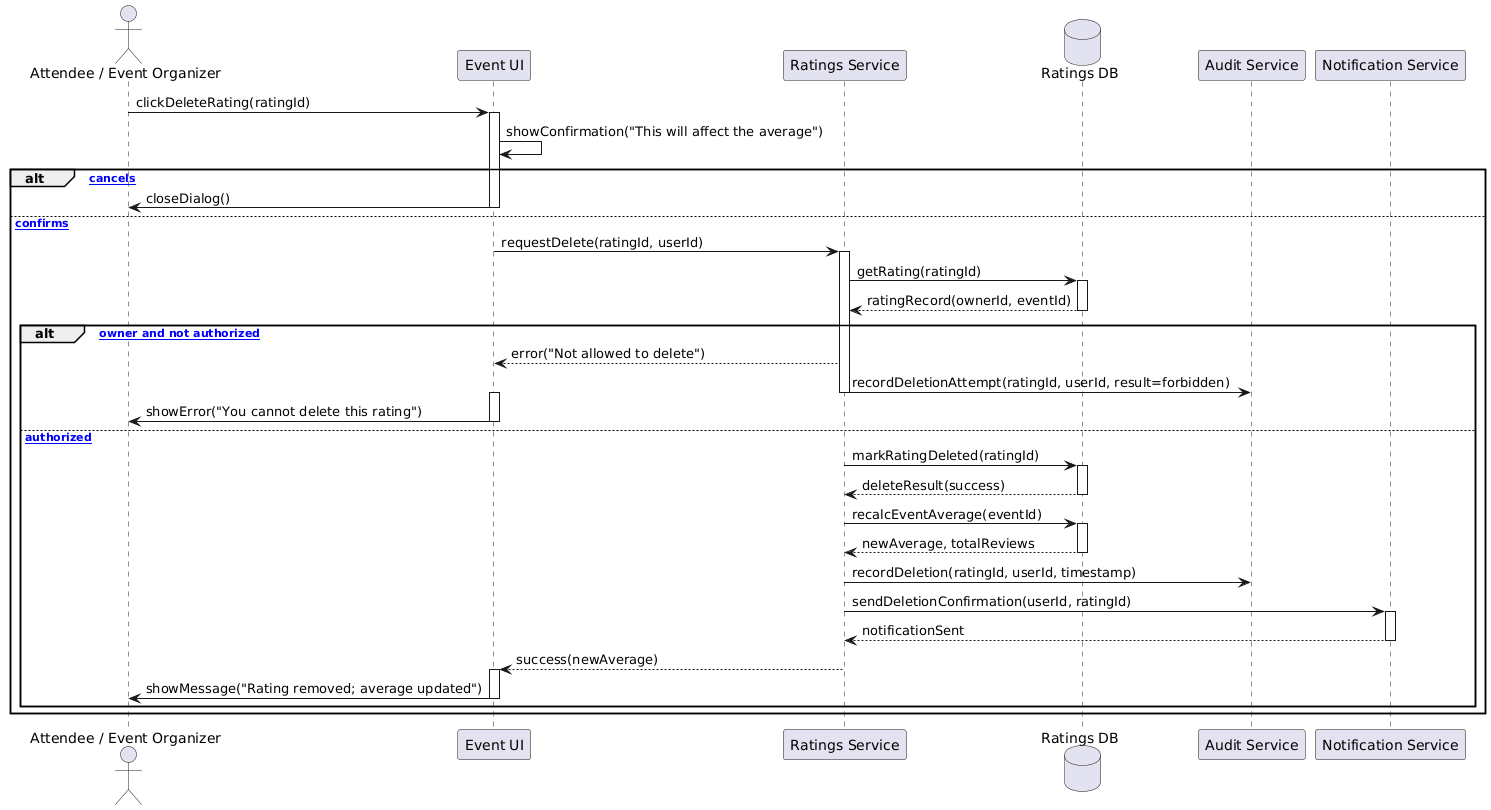 Attendee / Event Organizer
Event UI
Ratings Service
Ratings DB
Audit Service
Notification Service
clickDeleteRating(ratingId)
showConfirmation("This will affect the average")
alt
cancels
closeDialog()
confirms
requestDelete(ratingId, userId)
getRating(ratingId)
ratingRecord(ownerId, eventId)
alt
owner and not authorized
error("Not allowed to delete")
recordDeletionAttempt(ratingId, userId, result=forbidden)
showError("You cannot delete this rating")
authorized
markRatingDeleted(ratingId)
deleteResult(success)
recalcEventAverage(eventId)
newAverage, totalReviews
recordDeletion(ratingId, userId, timestamp)
sendDeletionConfirmation(userId, ratingId)
notificationSent
success(newAverage)
showMessage("Rating removed; average updated")
Attendee / Event Organizer
Event UI
Ratings Service
Ratings DB
Audit Service
Notification Service